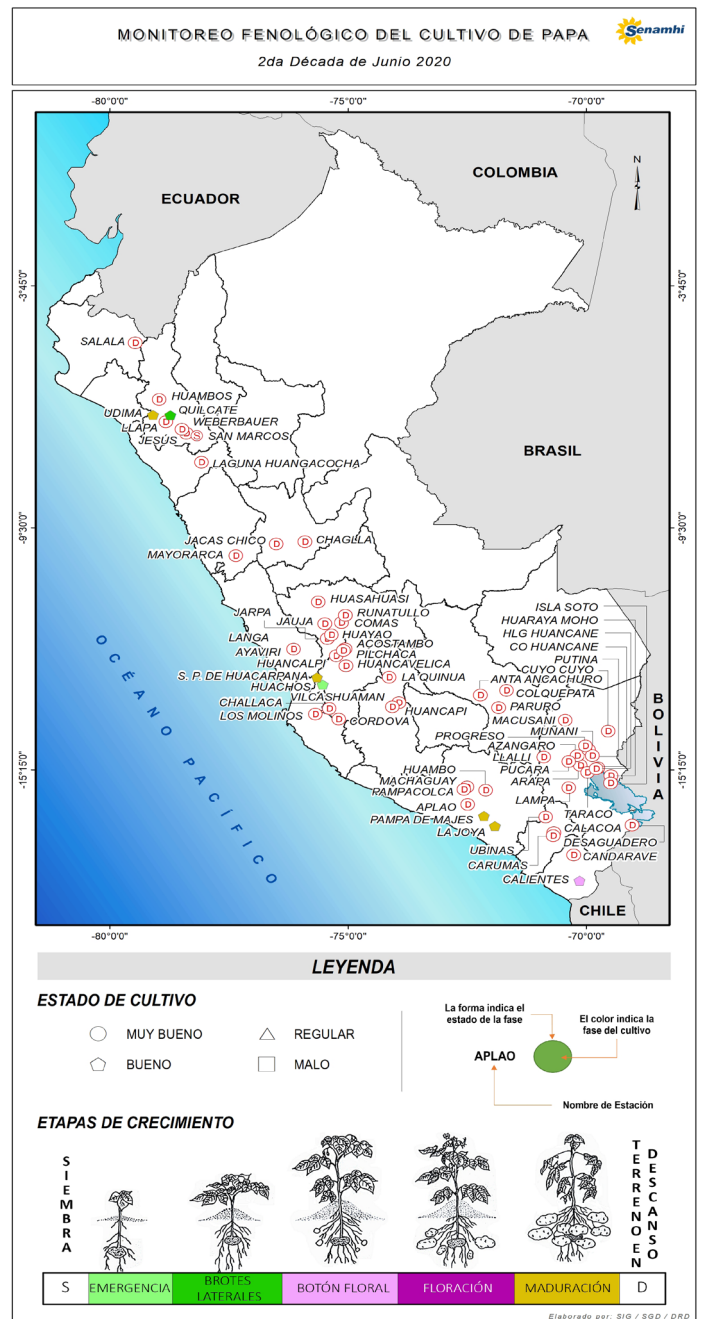 MONITOREO FENOLÓGICO DEL CULTIVO DE PAPA
2da Década de Junio 2020
Senamhi
-80°0'0"
-75°0'0"
-70°0'0"
COLOMBIA
ECUADOR
N
-3°45'0"
-3°45'0"
SALALA
D
HUAMBOS
UDIMA
QUILCATE
LLAPA
WEBERBAUER
JESÚS
SAN MARCOS
S
LAGUNA HUANGACOCHA
BRASIL
-9°30'0"
-9°30'0"
JACAS CHICO
CHAGLLA
MAYORARCA
HUASAHUASI
JARPA
RUNATULLO
JAUJA
COMAS
LANGA
HUAYAO
AYAVIRI
ACOSTAMBO
PILCHACA
HUANCALPI
HUANCAVELICA
S. P. DE HUACARPANA
LA QUINUA
HUACHOS
VILCASHUAMAN
CHALLACA
HUANCAPI
LOS MOLINOS
CORDOVA
ISLA SOTO
HUARAYA MOHO
HLG HUANCANE
CO HUANCANE
PUTINA
CUYO CUYO
ANTA ANCACHURO
COLQUEPATA
PARURO
MACUSANI
MUÑANI
PROGRESO
AZANGARO
LLALLI
PUCARA
ARAPA
HUAMBO
MACHAGUAY
PAMPACOLCA
APLAO
LAMPA
PAMPA DE MAJES
TARACO
LA JOYA
CALACOA
UBINAS
DESAGUADERO
CARUMAS
CANDARAVE
CALIENTES
BOLIVIA
CHILE
OCÉANO PACÍFICO
-15°15'0"
-15°15'0"
-80°0'0"
-75°0'0"
-70°0'0"
LEYENDA
ESTADO DE CULTIVO
MUY BUENO
REGULAR
BUENO
MALO
La forma indica el
estado de la fase
El color indica la
fase del cultivo
APLAO
Nombre de Estación
ETAPAS DE CRECIMIENTO
SIEMBRA
TERRENO EN
DESCANSO
S
EMERGENCIA
BROTES
LATERALES
BOTÓN FLORAL
FLORACIÓN
MADURACIÓN
D
Elaborado por: SIG / SGD / DRD